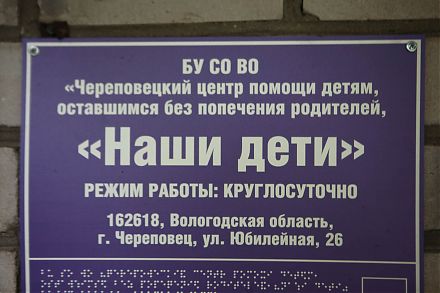 БУ СО ВО
«Череповецкий центр помощи детям,
оставшимся без попечения родителей,
«Наши дети»
РЕЖИМ РАБОТЫ: КРУГЛОСУТОЧНО
162618, Вологодская область,
г. Череповец, ул. Юбилейная, 26